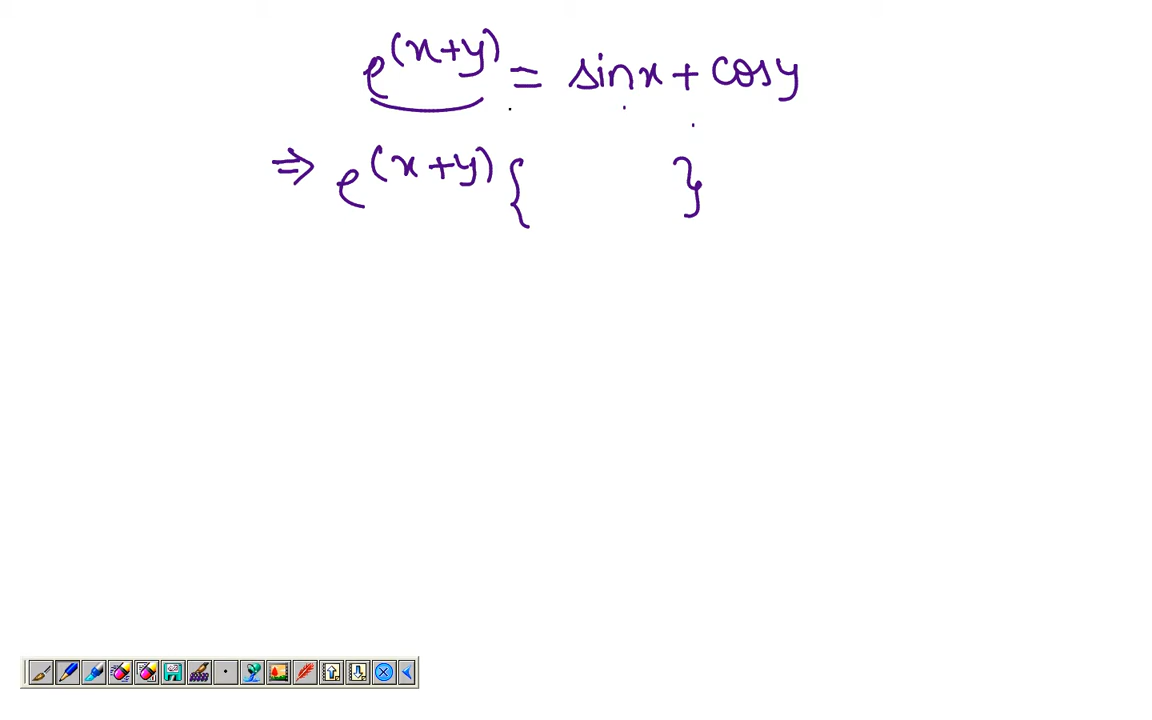 e^(x+y) = sinx + cosy
⇒ e^(x+y) { }